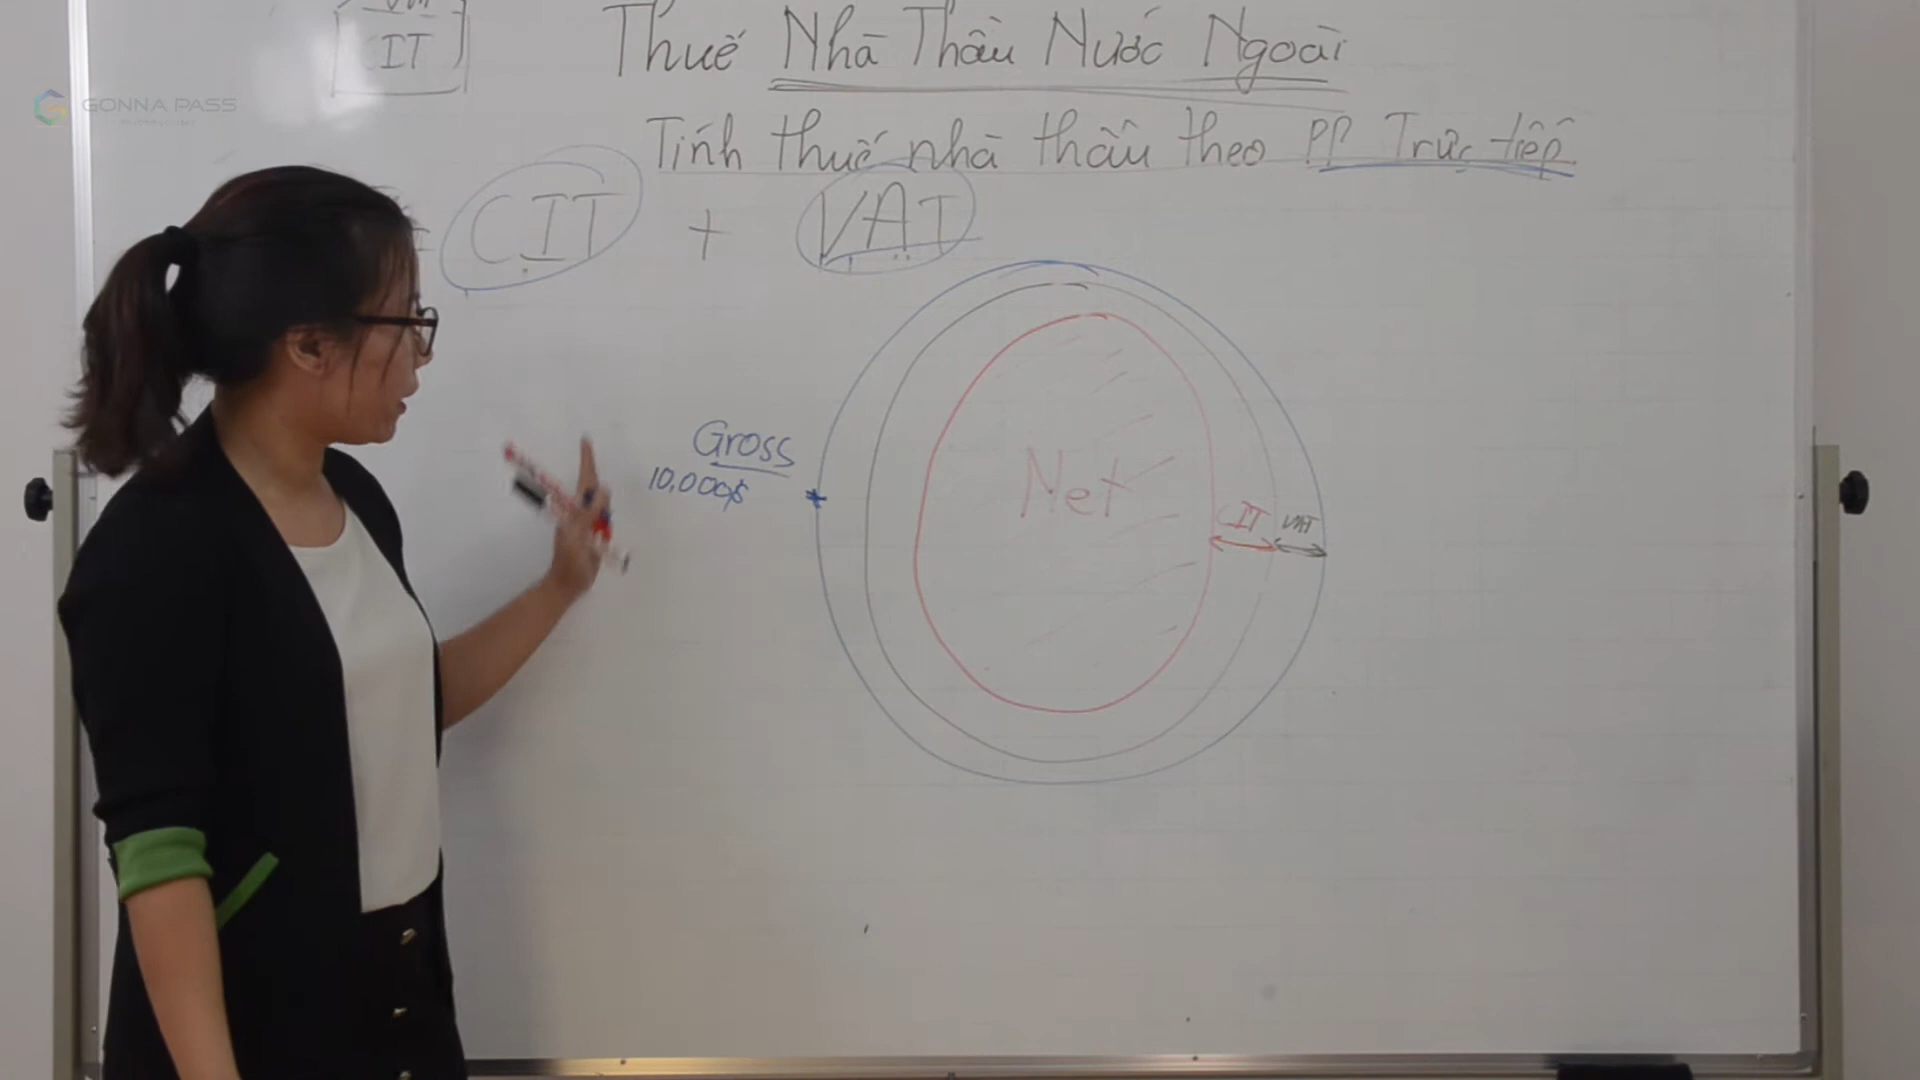 IT
Thuế Nhà Thầu Nước Ngoài
GONNA PASS
Tính thuế nhà thầu theo PP Trực tiếp
= CIT + VAT
Gross
10,000$
Net
CIT
VAT